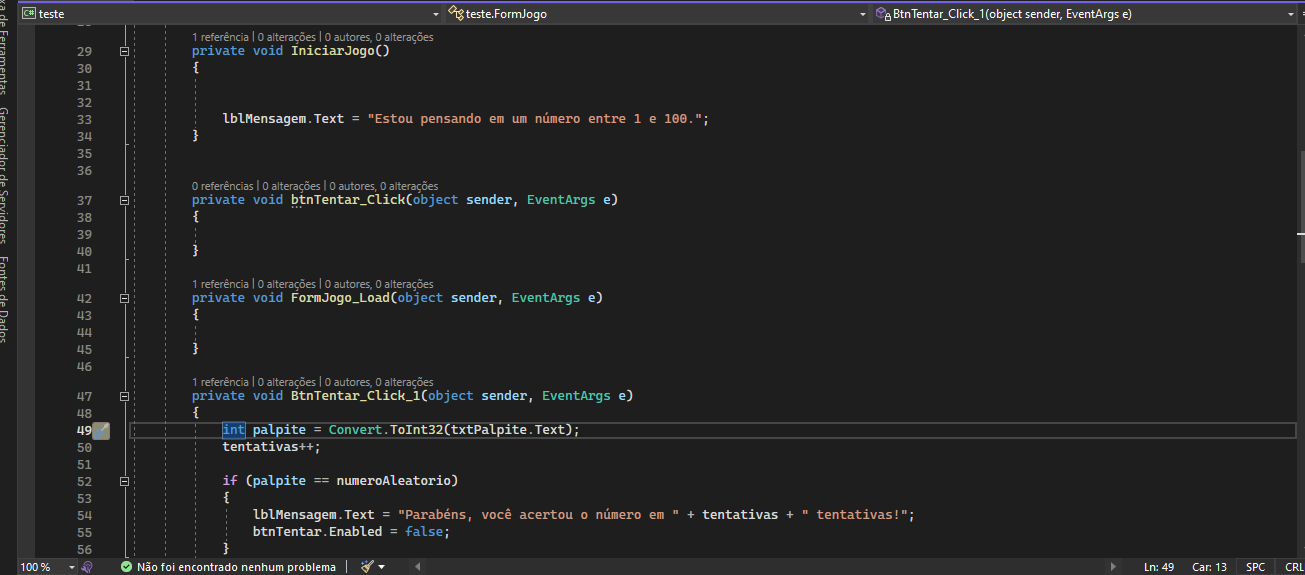 teste
teste.FormJogo
BtnTentar_Click_1(object sender, EventArgs e)
xa de Ferramentas
Gerenciador de Servidores
Fontes de Dados
1 referência | 0 alterações | 0 autores, 0 alterações
29 private void IniciarJogo()
30 {
31
32
33 lblMensagem.Text = "Estou pensando em um número entre 1 e 100.";
34 }
35
36
0 referências | 0 alterações | 0 autores, 0 alterações
37 private void btnTentar_Click(object sender, EventArgs e)
38 {
39
40 }
41
1 referência | 0 alterações | 0 autores, 0 alterações
42 private void FormJogo_Load(object sender, EventArgs e)
43 {
44
45 }
46
1 referência | 0 alterações | 0 autores, 0 alterações
47 private void BtnTentar_Click_1(object sender, EventArgs e)
48 {
49 int palpite = Convert.ToInt32(txtPalpite.Text);
50 tentativas++;
51
52 if (palpite == numeroAleatorio)
53 {
54 lblMensagem.Text = "Parabéns, você acertou o número em " + tentativas + " tentativas!";
55 btnTentar.Enabled = false;
56 }
100 %
Não foi encontrado nenhum problema
Ln: 49 Car: 13 SPC CRL